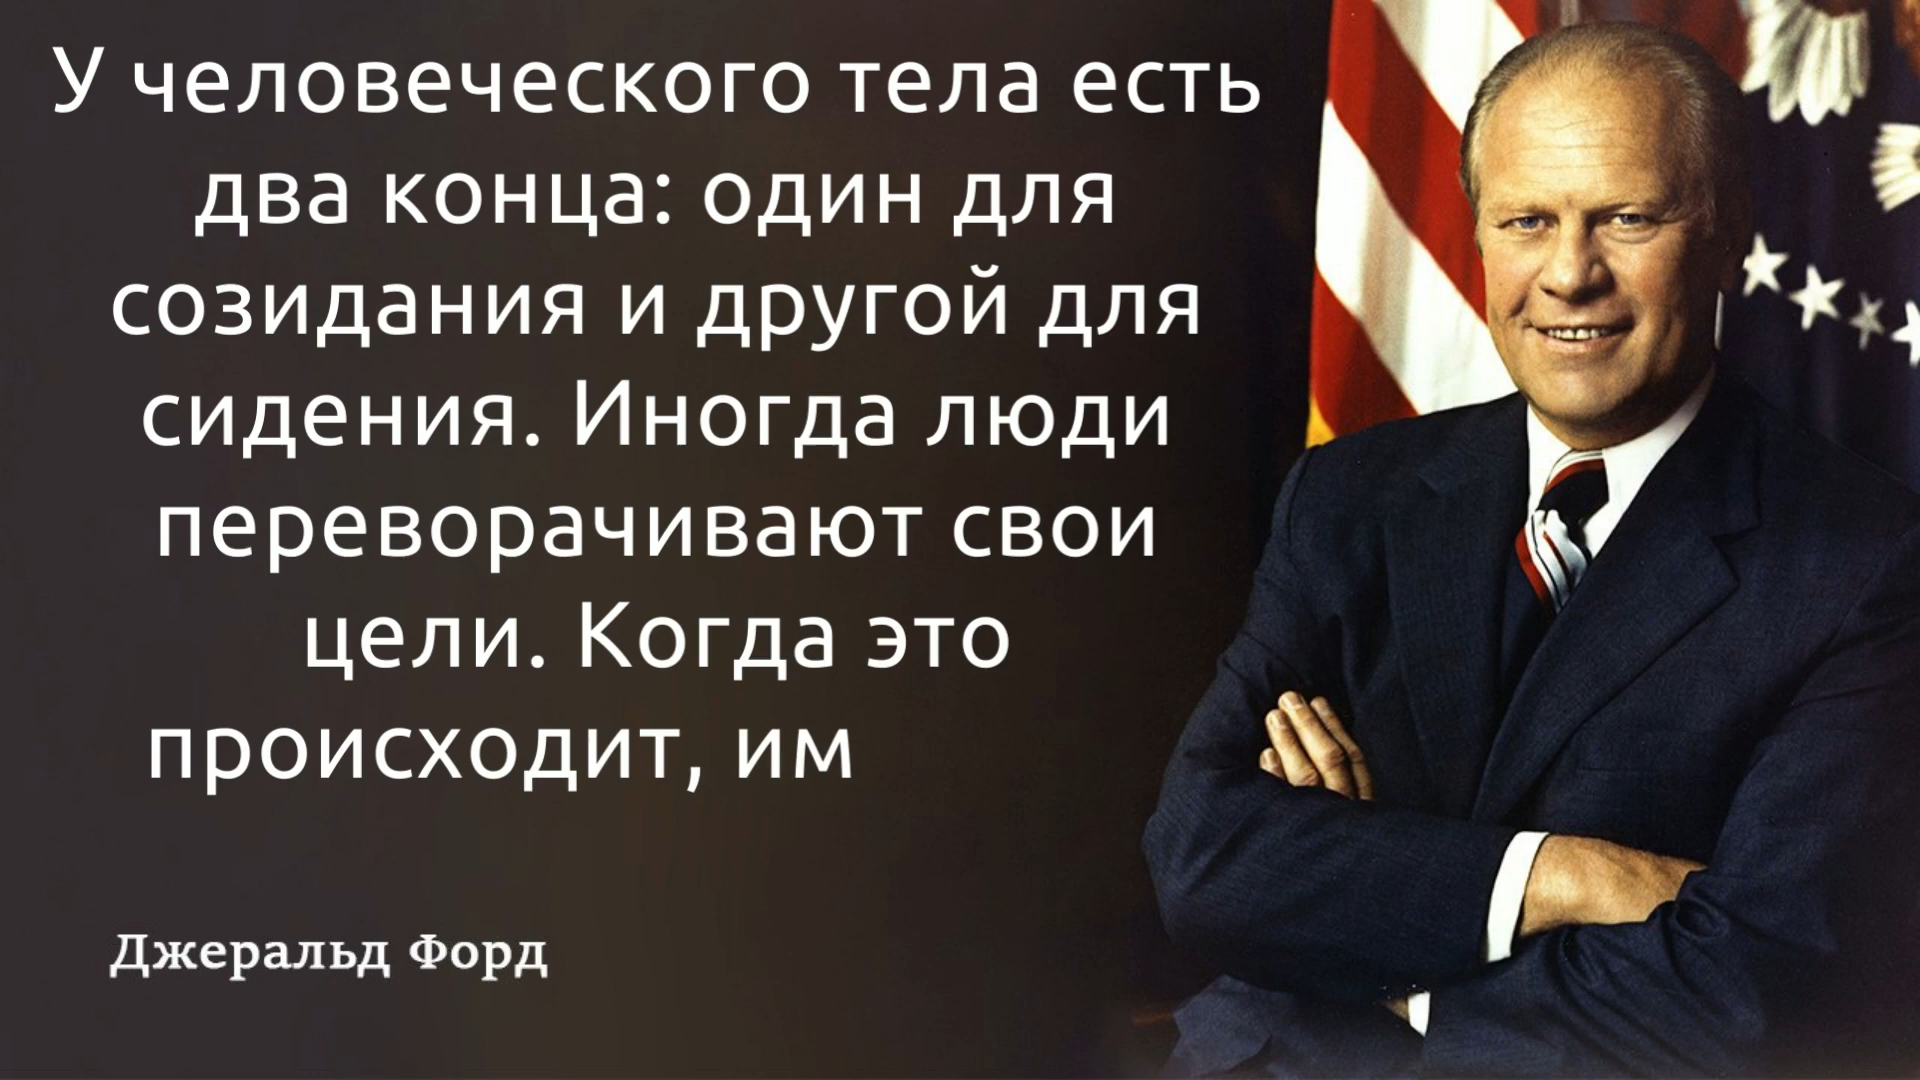 У человеческого тела есть
два конца: один для
созидания и другой для
сидения. Иногда люди
переворачивают свои
цели. Когда это
происходит, им
Джеральд Форд